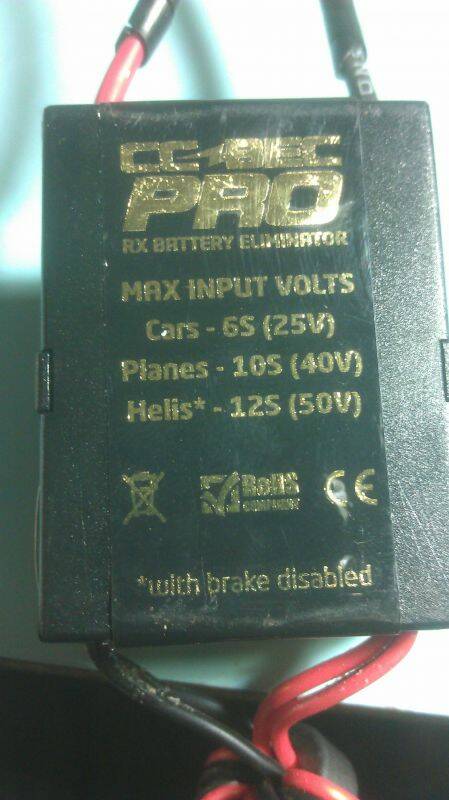 CC BEC
PRO
RX BATTERY ELIMINATOR
MAX INPUT VOLTS
Cars - 6S (25V)
Planes - 10S (40V)
Helis* - 12S (50V)
RoHS
COMPLIANT
CE
*with brake disabled